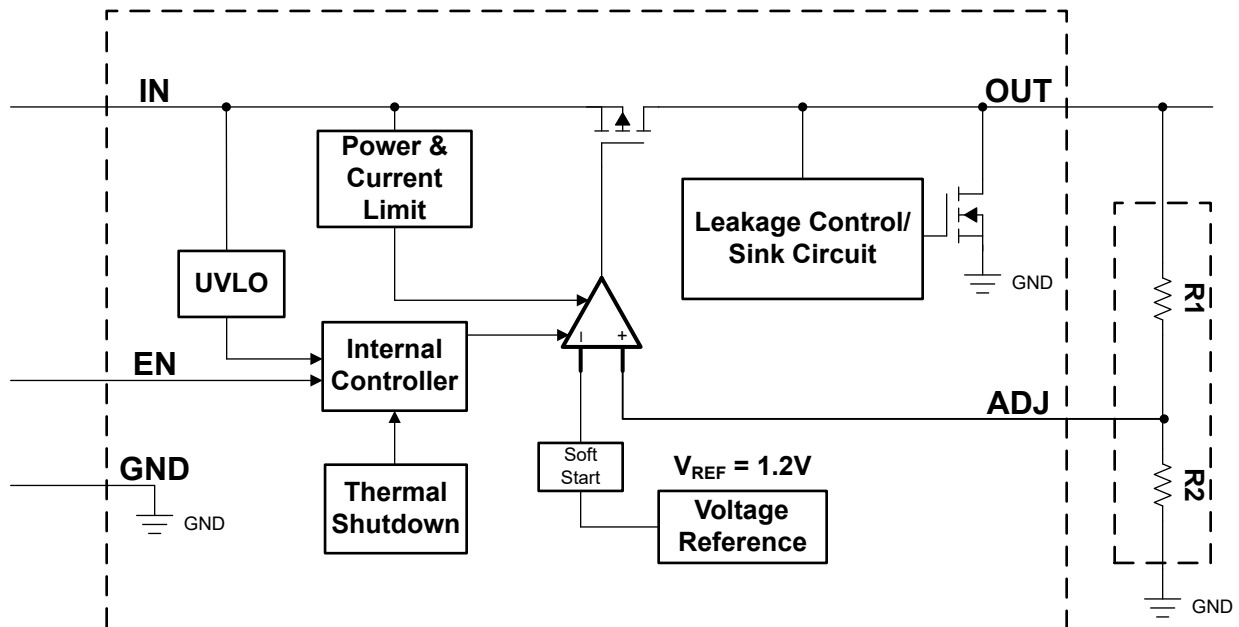 IN
OUT
Power &
Current
Limit
Leakage Control/
Sink Circuit
GND
UVLO
R1
Internal
Controller
EN
ADJ
GND
GND
Soft
Start
VREF = 1.2V
R2
Thermal
Shutdown
Voltage
Reference
GND
- +